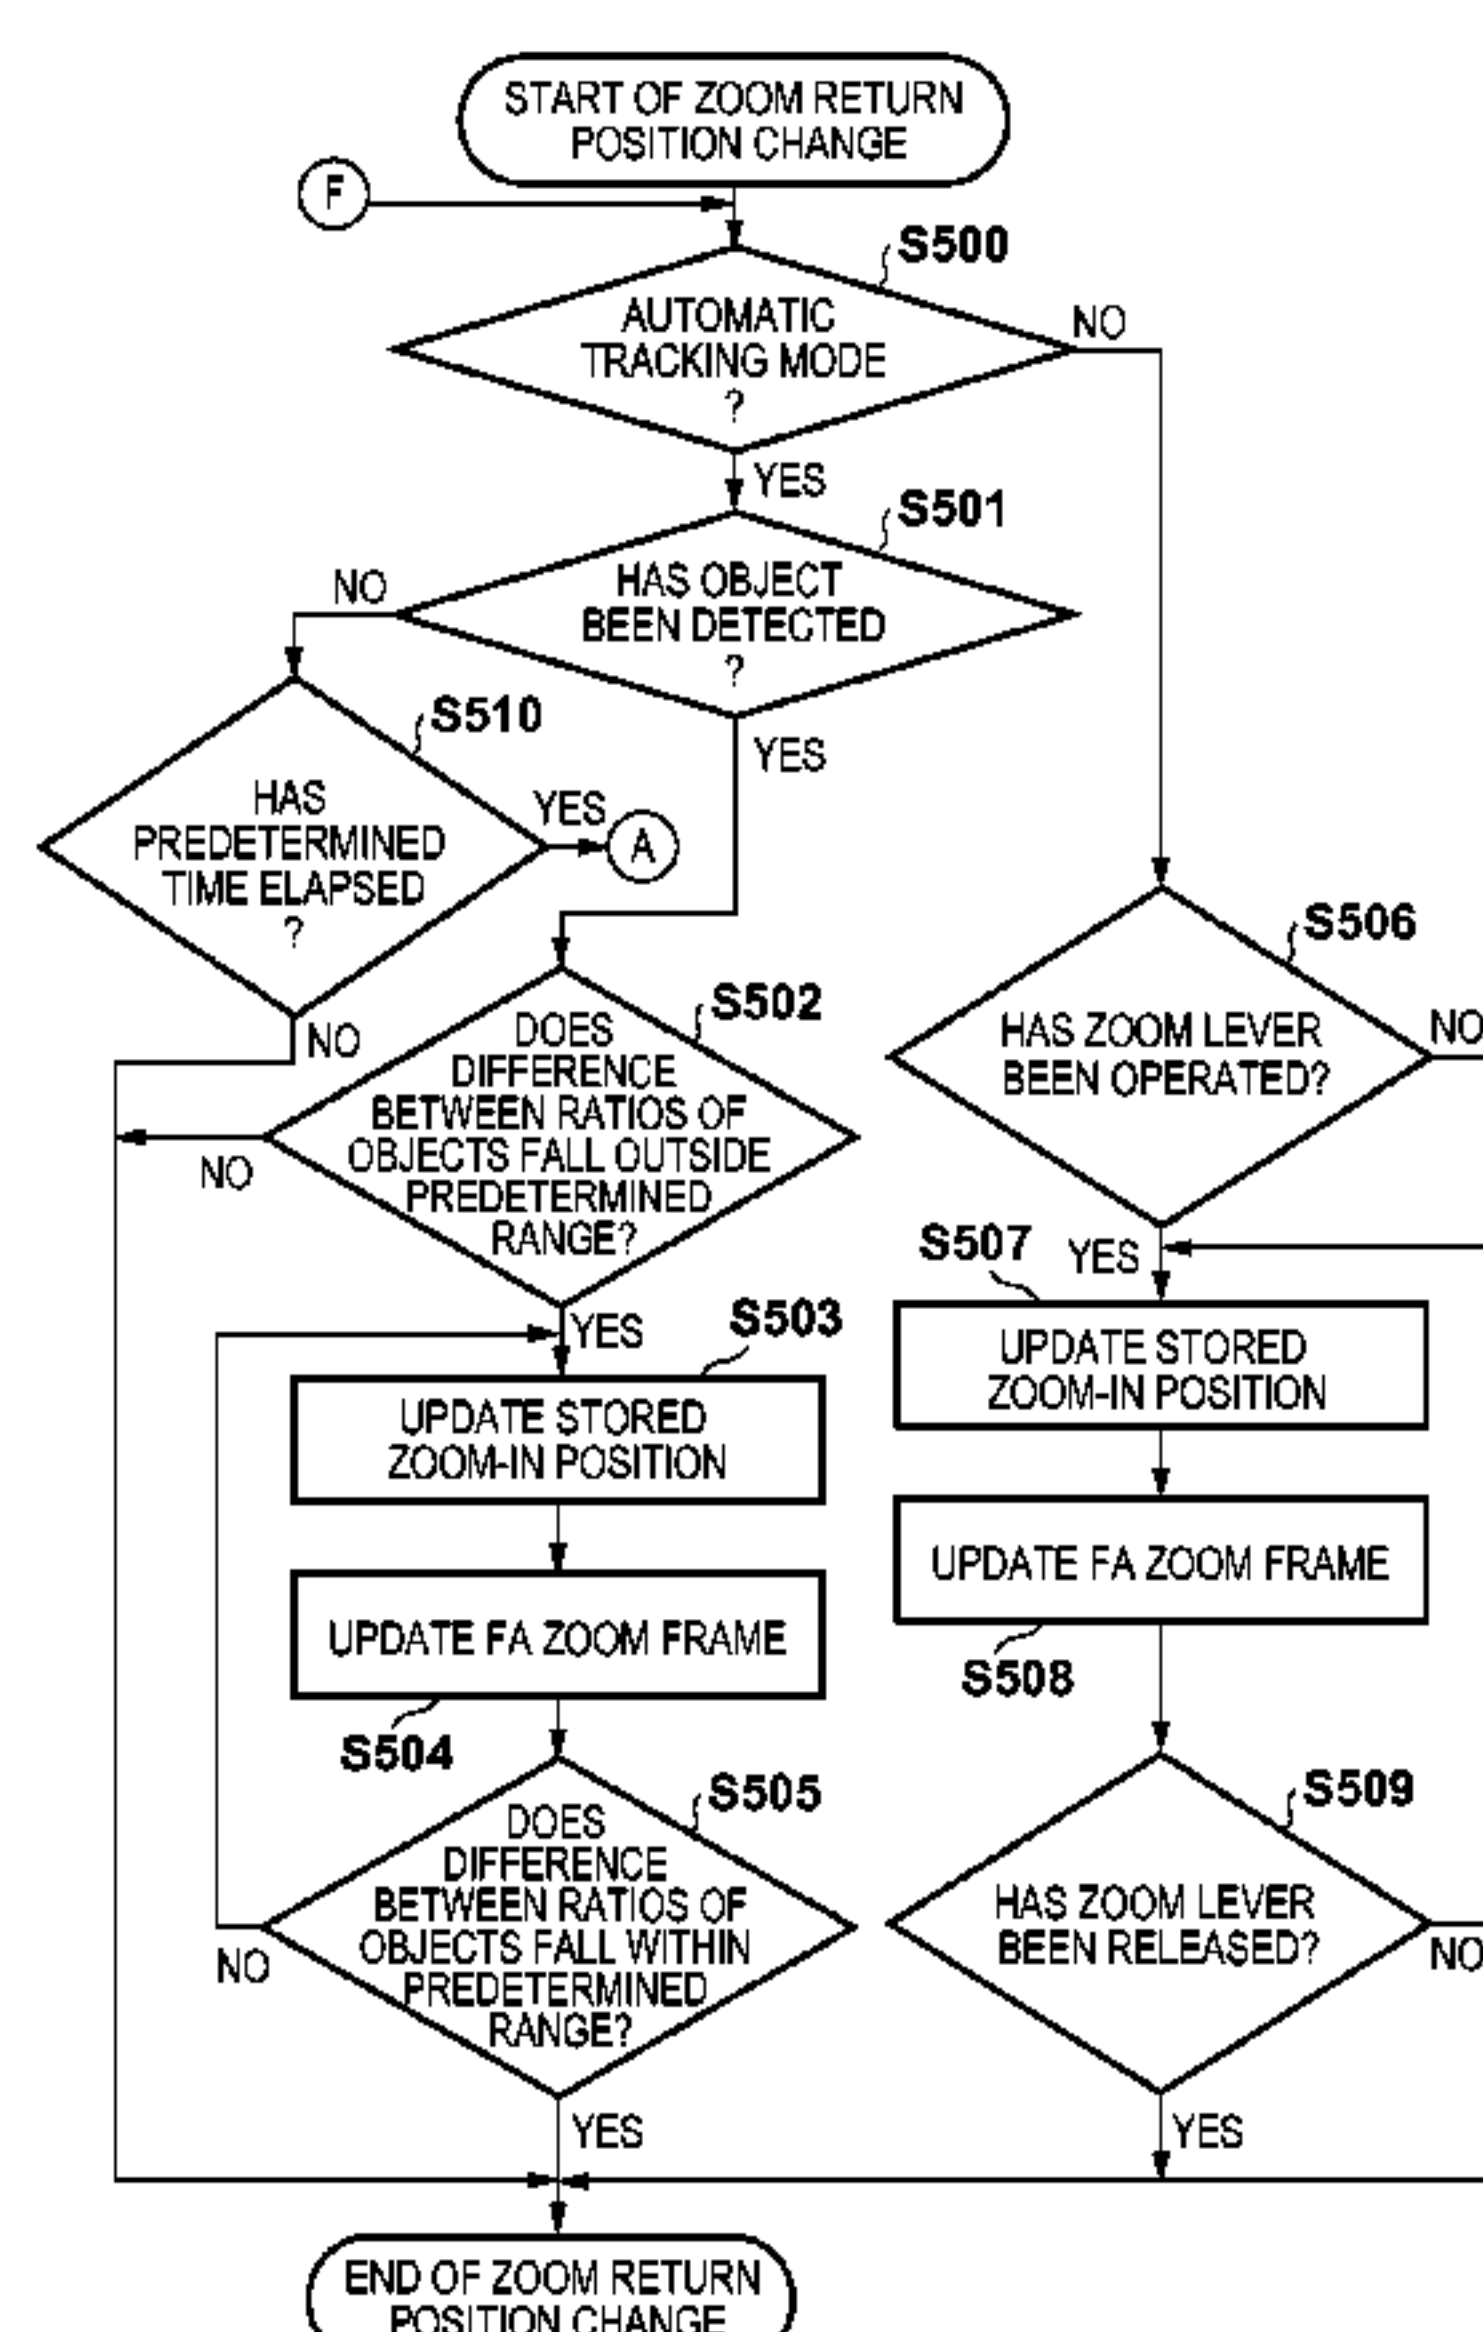 START OF ZOOM RETURN
POSITION CHANGE
F
S500
AUTOMATIC
TRACKING MODE
?
NO
YES
S501
HAS OBJECT
BEEN DETECTED
?
NO
YES
S510
HAS
PREDETERMINED
TIME ELAPSED
?
YES
A
NO
S502
DOES
DIFFERENCE
BETWEEN RATIOS OF
OBJECTS FALL OUTSIDE
PREDETERMINED
RANGE?
NO
YES
S506
HAS ZOOM LEVER
BEEN OPERATED?
NO
YES
S503
UPDATE STORED
ZOOM-IN POSITION
S507
UPDATE STORED
ZOOM-IN POSITION
UPDATE FA ZOOM FRAME
S504
UPDATE FA ZOOM FRAME
S508
S505
DOES
DIFFERENCE
BETWEEN RATIOS OF
OBJECTS FALL WITHIN
PREDETERMINED
RANGE?
NO
YES
S509
HAS ZOOM LEVER
BEEN RELEASED?
NO
YES
END OF ZOOM RETURN
POSITION CHANGE